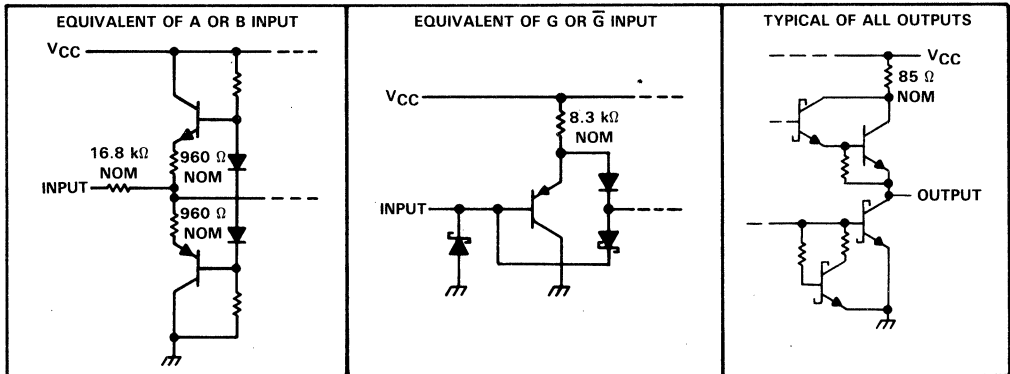 EQUIVALENT OF A OR B INPUT
VCC
16.8 kΩ
NOM
960 Ω
NOM
INPUT
960 Ω
NOM
EQUIVALENT OF G OR G̅ INPUT
VCC
8.3 kΩ
NOM
INPUT
TYPICAL OF ALL OUTPUTS
VCC
85 Ω
NOM
OUTPUT